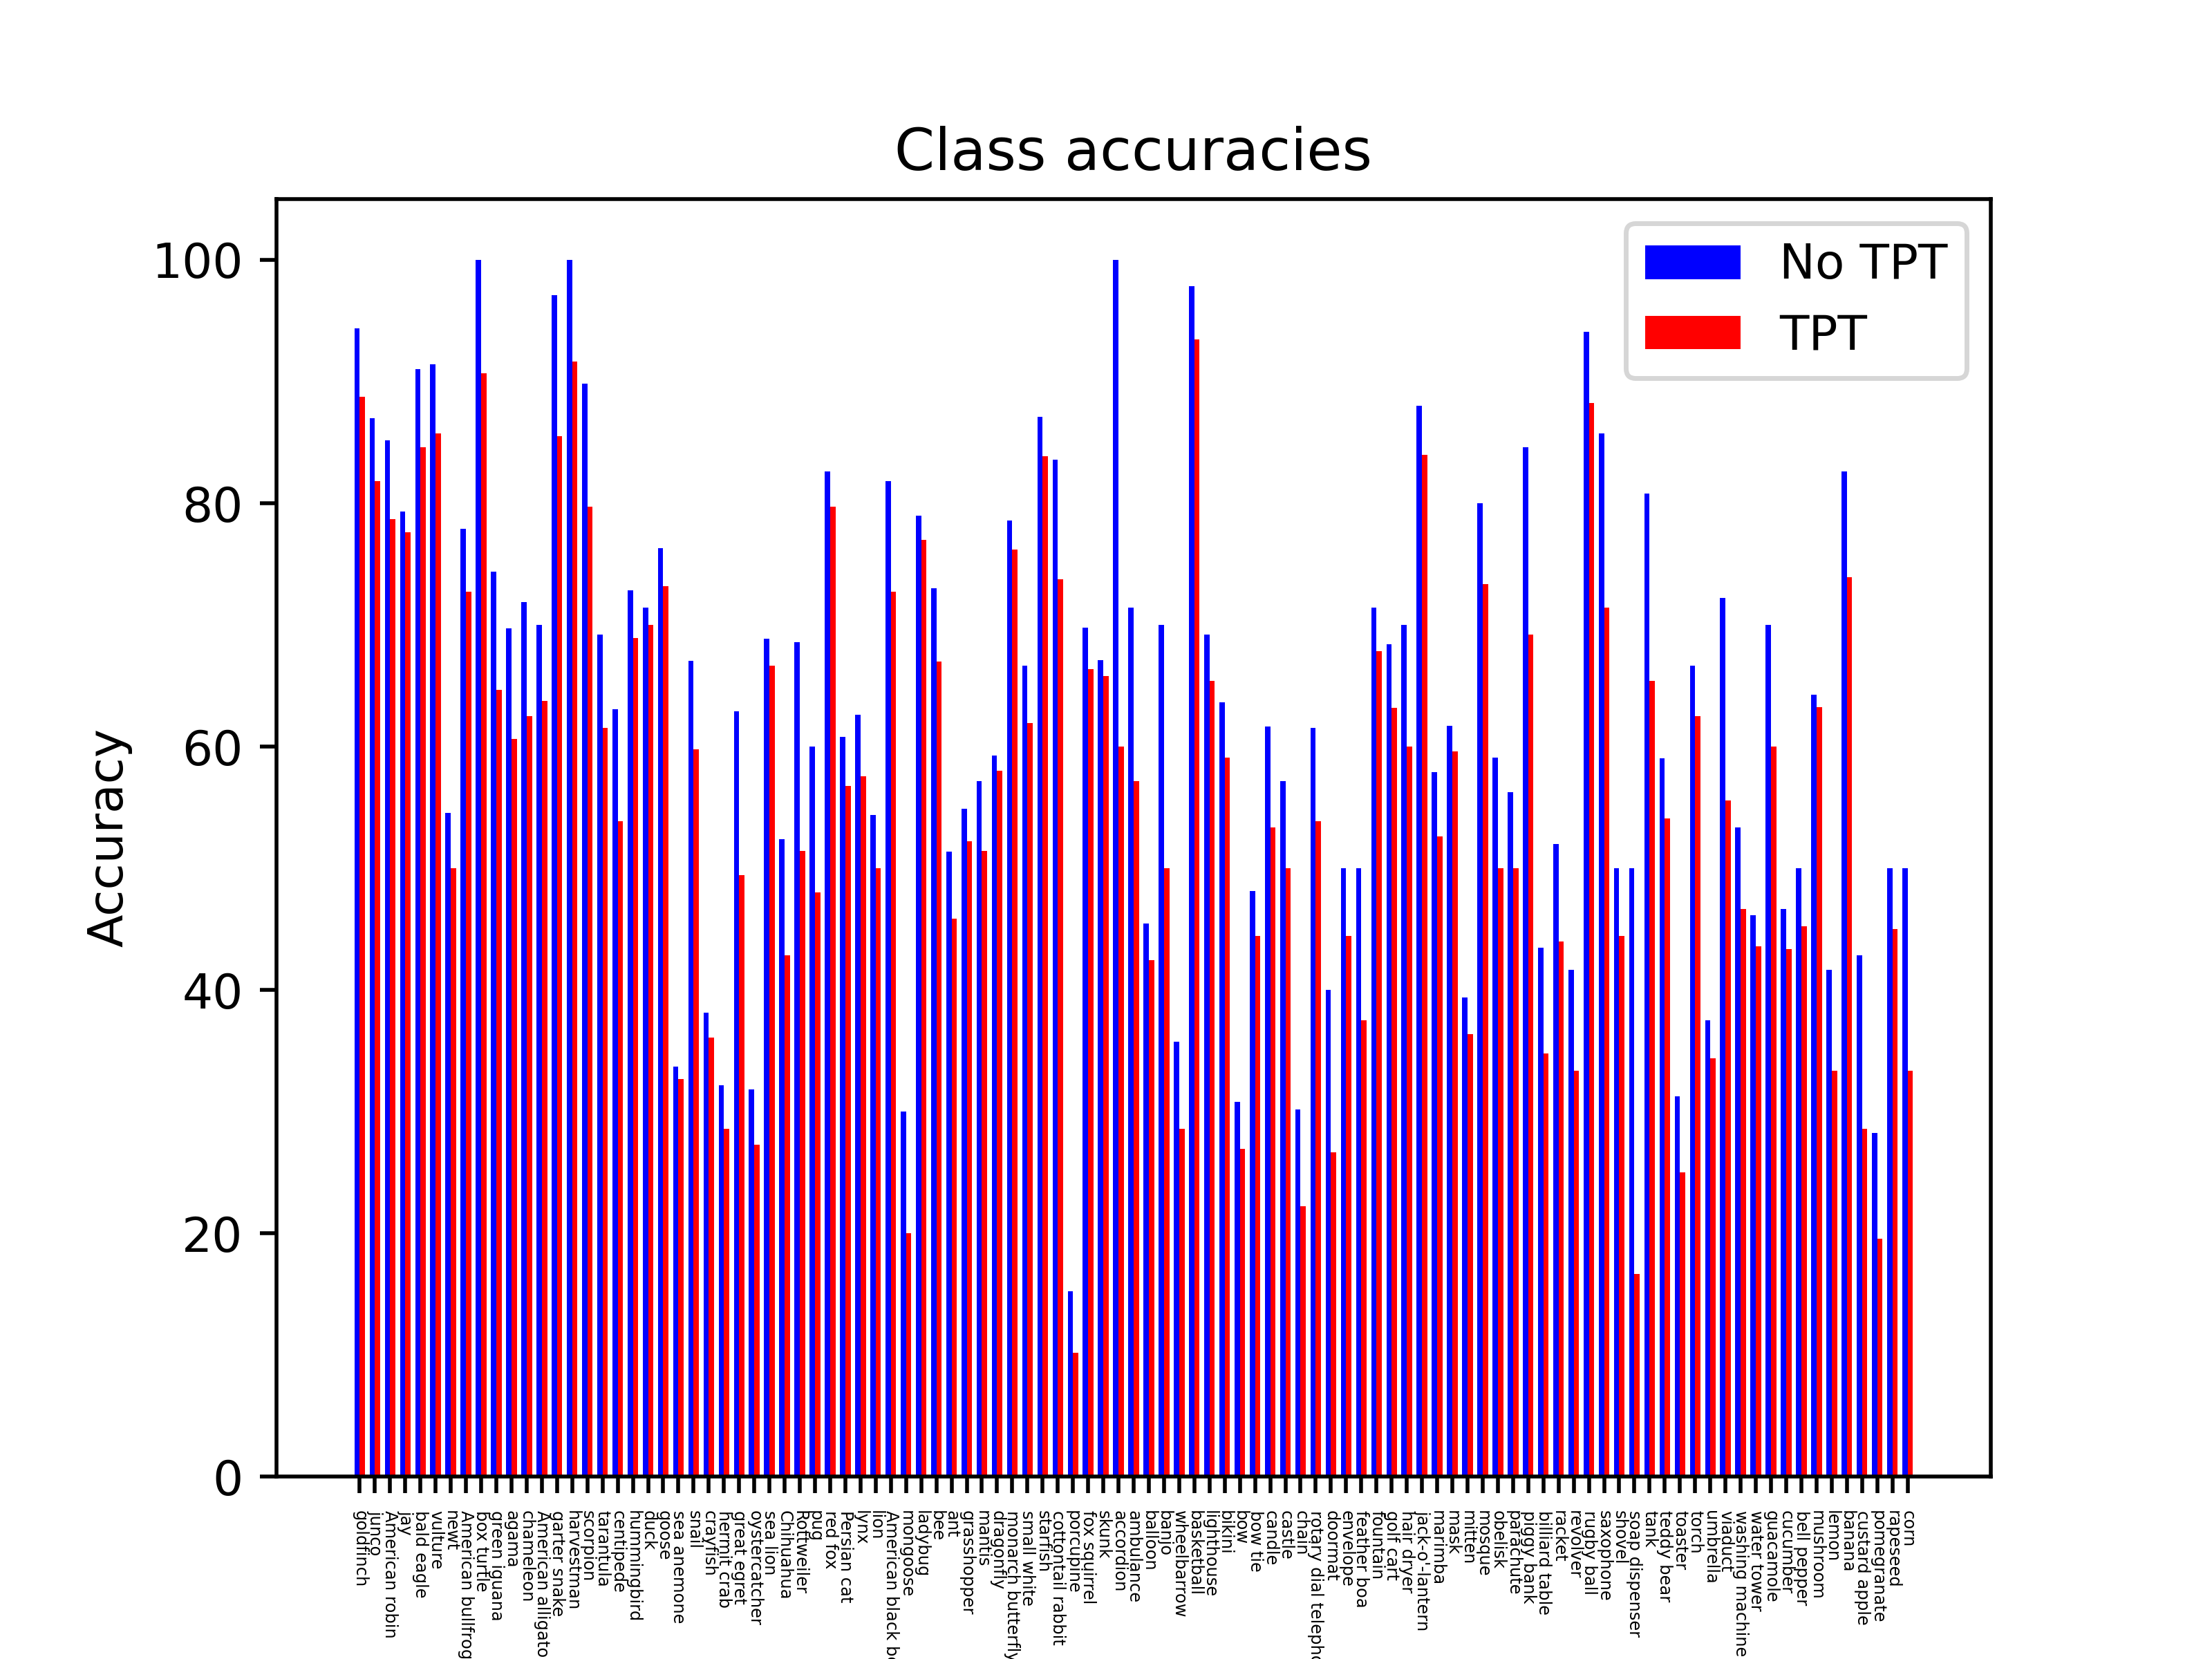 Class accuracies
No TPT
TPT
Accuracy
100
80
60
40
20
0
goldfinch
junco
American robin
jay
bald eagle
vulture
newt
American bullfrog
box turtle
green iguana
agama
chameleon
American alligato
garter snake
harvestman
scorpion
tarantula
centipede
hummingbird
duck
goose
sea anemone
snail
crayfish
hermit crab
great egret
oystercatcher
sea lion
Chihuahua
Rottweiler
pug
red fox
Persian cat
lynx
lion
American black be
mongoose
ladybug
bee
ant
grasshopper
mantis
dragonfly
monarch butterfly
small white
starfish
cottontail rabbit
porcupine
fox squirrel
skunk
accordion
ambulance
balloon
banjo
wheelbarrow
basketball
lighthouse
bikini
bow
bow tie
candle
castle
chain
rotary dial telepho
doormat
envelope
feather boa
fountain
golf cart
hair dryer
jack-o'-lantern
marimba
mask
mitten
mosque
obelisk
parachute
piggy bank
billiard table
racket
revolver
rugby ball
saxophone
shovel
soap dispenser
tank
teddy bear
toaster
torch
umbrella
viaduct
washing machine
water tower
guacamole
cucumber
bell pepper
mushroom
lemon
banana
custard apple
pomegranate
rapeseed
corn